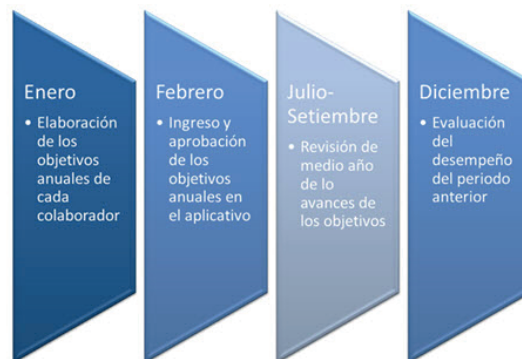 Enero
• Elaboración
de los
objetivos
anuales de
cada
colaborador
Febrero
• Ingreso y
aprobación
de los
objetivos
anuales en
el aplicativo
Julio-
Setiembre
• Revisión de
medio año
de lo
avances de
los objetivos
Diciembre
• Evaluación
del
desempeño
del periodo
anterior